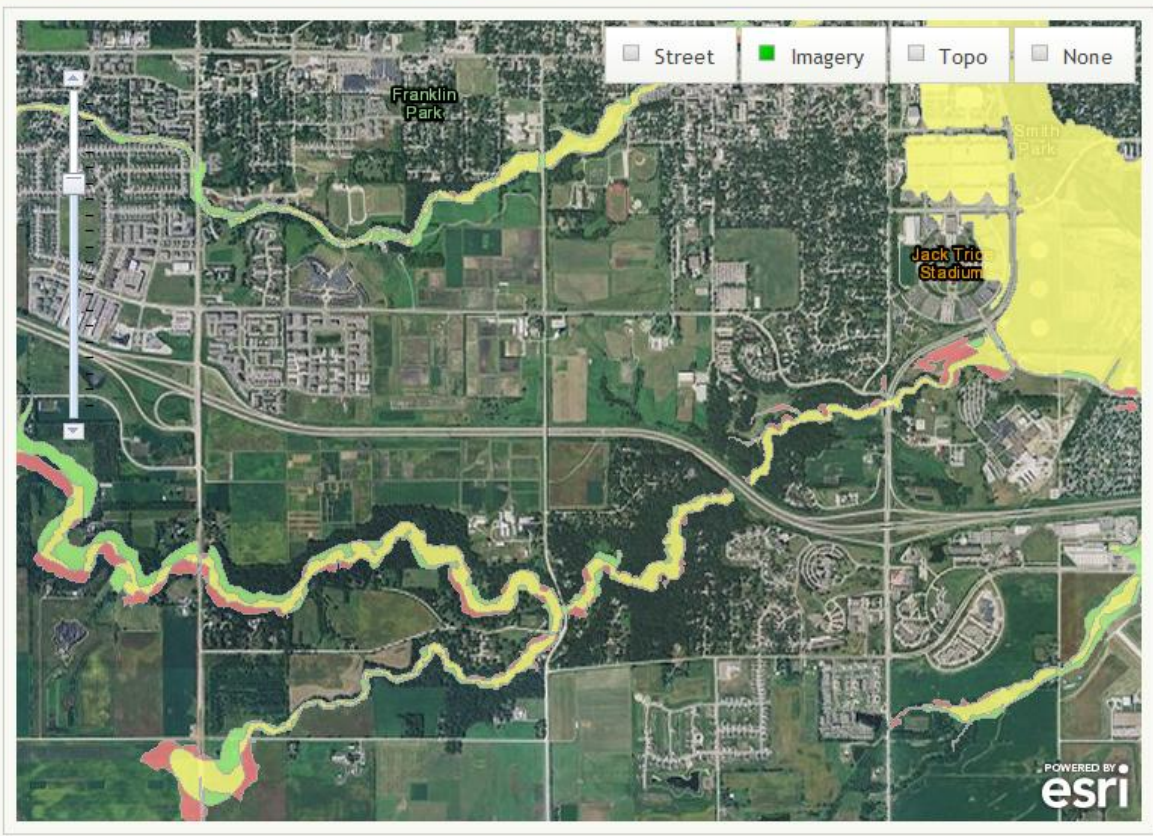 Street
Imagery
Topo
None
Franklin
Park
Smith
Park
Jack Trice
Stadium
POWERED BY
esri